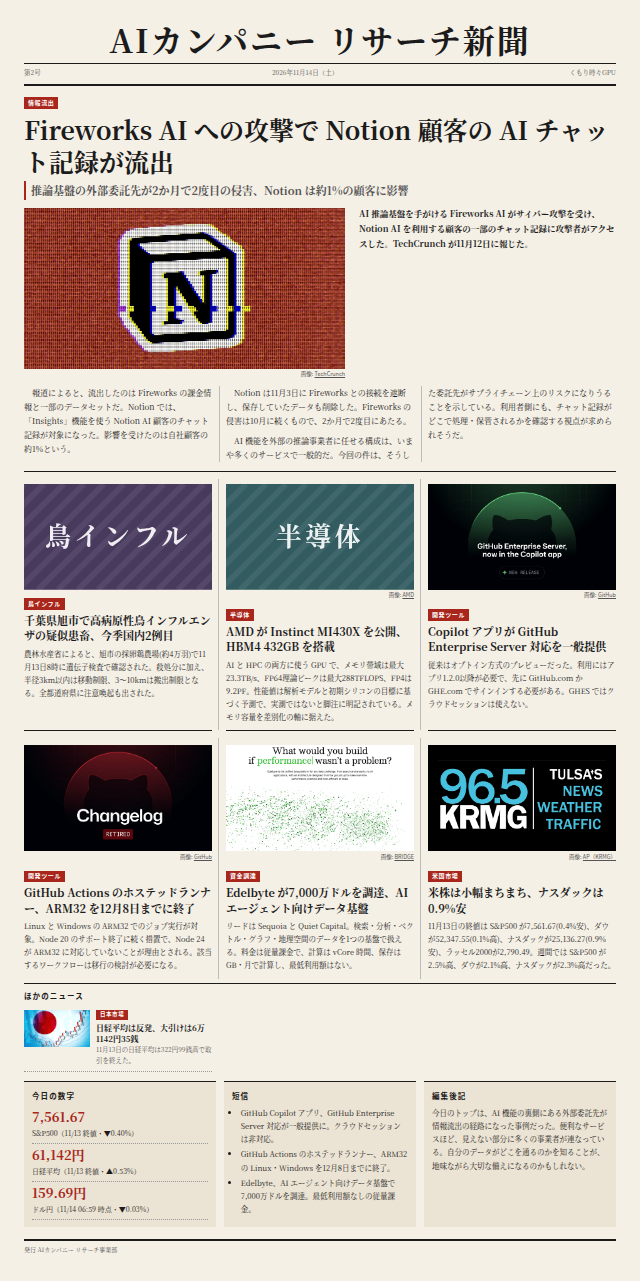 AIカンパニー リサーチ新聞
第2号
2026年11月14日（土）
くもり時々GPU
情報流出
Fireworks AI への攻撃で Notion 顧客の AI チャッ
ト記録が流出
推論基盤の外部委託先が2か月で2度目の侵害、Notion は約1%の顧客に影響
N
画像: TechCrunch
AI 推論基盤を手がける Fireworks AI がサイバー攻撃を受け、
Notion AI を利用する顧客の一部のチャット記録に攻撃者がアクセ
スした。TechCrunch が11月12日に報じた。
報道によると、流出したのは Fireworks の課金情
報と一部のデータセットだ。Notion では、
「Insights」機能を使う Notion AI 顧客のチャット
記録が対象になった。影響を受けたのは自社顧客の
約1%という。
Notion は11月3日に Fireworks との接続を遮断
し、保存していたデータも削除した。Fireworks の
侵害は10月に続くもので、2か月で2度目にあたる。
AI 機能を外部の推論事業者に任せる構成は、いま
や多くのサービスで一般的だ。今回の件は、そうし
た委託先がサプライチェーン上のリスクになりうる
ことを示している。利用者側にも、チャット記録が
どこで処理・保管されるかを確認する視点が求めら
れそうだ。
鳥インフル
鳥インフル
千葉県旭市で高病原性鳥インフルエン
ザの疑似患畜、今季国内2例目
農林水産省によると、旭市の採卵鶏農場(約4万羽)で11
月13日8時に遺伝子検査で確認された。殺処分に加え、
半径3km以内は移動制限、3〜10kmは搬出制限とな
る。全都道府県に注意喚起も出された。
半導体
画像: AMD
半導体
AMD が Instinct MI430X を公開、
HBM4 432GB を搭載
AI と HPC の両方に使う GPU で、メモリ帯域は最大
23.3TB/s、FP64理論ピークは最大288TFLOPS、FP4は
9.2PF。性能値は解析モデルと初期シリコンの目標に基
づく予測で、実測ではないと脚注に明記されている。メ
モリ容量を差別化の軸に据えた。
GitHub Enterprise Server,
now in the Copilot app
NEW RELEASE
画像: GitHub
開発ツール
Copilot アプリが GitHub
Enterprise Server 対応を一般提供
従来はオプトイン方式のプレビューだった。利用にはア
プリ1.2.0以降が必要で、先に GitHub.com か
GHE.com でサインインする必要がある。GHES ではク
ラウドセッションは使えない。
Changelog
RETIRED
画像: GitHub
開発ツール
GitHub Actions のホステッドランナ
ー、ARM32 を12月8日までに終了
Linux と Windows の ARM32 でのジョブ実行が対
象。Node 20 のサポート終了に続く措置で、Node 24
が ARM32 に対応していないことが理由とされる。該当
するワークフローは移行の検討が必要になる。
What would you build
if performance wasn't a problem?
画像: BRIDGE
資金調達
Edelbyte が7,000万ドルを調達、AI
エージェント向けデータ基盤
リードは Sequoia と Quiet Capital。検索・分析・ベク
トル・グラフ・地理空間のデータを1つの基盤で扱え
る。料金は従量課金で、計算は vCore 時間、保存は
GB・月で計算し、最低利用額はない。
96.5
KRMG
TULSA'S
NEWS
WEATHER
TRAFFIC
画像: AP (KRMG)
米国市場
米株は小幅まちまち、ナスダックは
0.9%安
11月13日の終値は S&P500 が7,561.67(0.4%安)、ダウ
が52,347.55(0.1%高)、ナスダックが25,136.27(0.9%
安)、ラッセル2000が2,790.49。週間では S&P500 が
2.5%高、ダウが2.1%高、ナスダックが2.3%高だった。
ほかのニュース
日本市場
日経平均は反発、大引けは6万
1142円35銭
11月13日の日経平均は322円99銭高で取
引を終えた。
今日の数字
7,561.67
S&P500（11/13 終値・▼0.40%）
61,142円
日経平均（11/13 終値・▲0.53%）
159.69円
ドル円（11/14 06:59 時点・▼0.03%）
短信
GitHub Copilot アプリ、GitHub Enterprise
Server 対応が一般提供に。クラウドセッション
は非対応。
GitHub Actions のホステッドランナー、ARM32
の Linux・Windows を12月8日までに終了。
Edelbyte、AI エージェント向けデータ基盤で
7,000万ドルを調達。最低利用額なしの従量課
金。
編集後記
今日のトップは、AI 機能の裏側にある外部委託先が
情報流出の経路になった事例だった。便利なサービ
スほど、見えない部分に多くの事業者が連なってい
る。自分のデータがどこを通るのかを知ることが、
地味ながら大切な備えになるのかもしれない。
発行 AIカンパニー リサーチ事業部